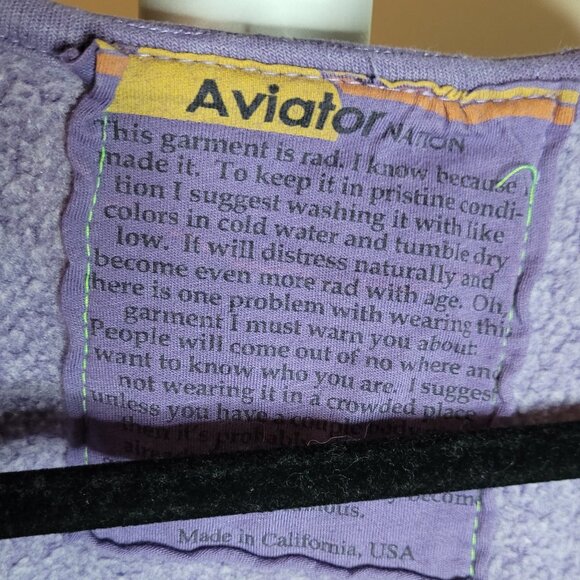 Aviator NATION
This garment is rad. I know because I
made it. To keep it in pristine condi-
tion I suggest washing it with like
colors in cold water and tumble dry
low. It will distress naturally and
become even more rad with age. Oh,
there is one problem with wearing this
garment I must warn you about.
People will come out of no where and
want to know who you are. I suggest
not wearing it in a crowded place
unless you have a couple
then it's
become
Made in California, USA